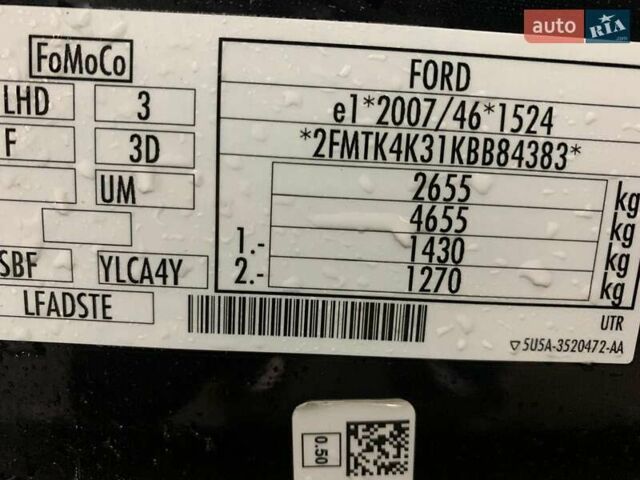 auto RIA.com
FoMoCo
FORD
LHD 3
e1*2007/46*1524
F 3D
*2FMTK4K31KBB84383*
UM
2655 kg
4655 kg
1.- 1430 kg
2.- 1270 kg
SBF YLCA4Y
LFADSTE
UTR
5U5A-3520472-AA
0.50